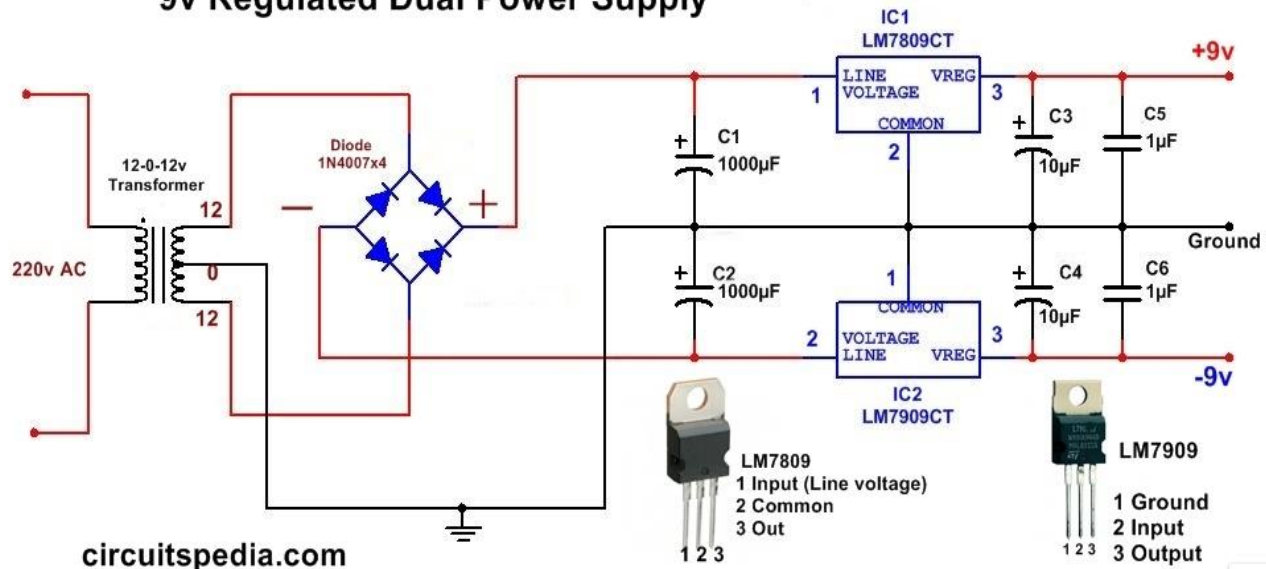 9v Regulated Dual Power Supply
IC1
LM7809CT
+9v
LINE VREG
VOLTAGE
1
3
COMMON
2
C1
1000µF
+
C3
10µF
+
C5
1µF
Diode
1N4007x4
12-0-12v
Transformer
12
0
12
220v AC
−
+
Ground
C2
1000µF
+
C4
10µF
+
C6
1µF
1
COMMON
2
VOLTAGE
LINE VREG
3
IC2
LM7909CT
-9v
LM7809
1 Input (Line voltage)
2 Common
3 Out
1 2 3
LM7909
1 Ground
2 Input
3 Output
1 2 3
circuitspedia.com